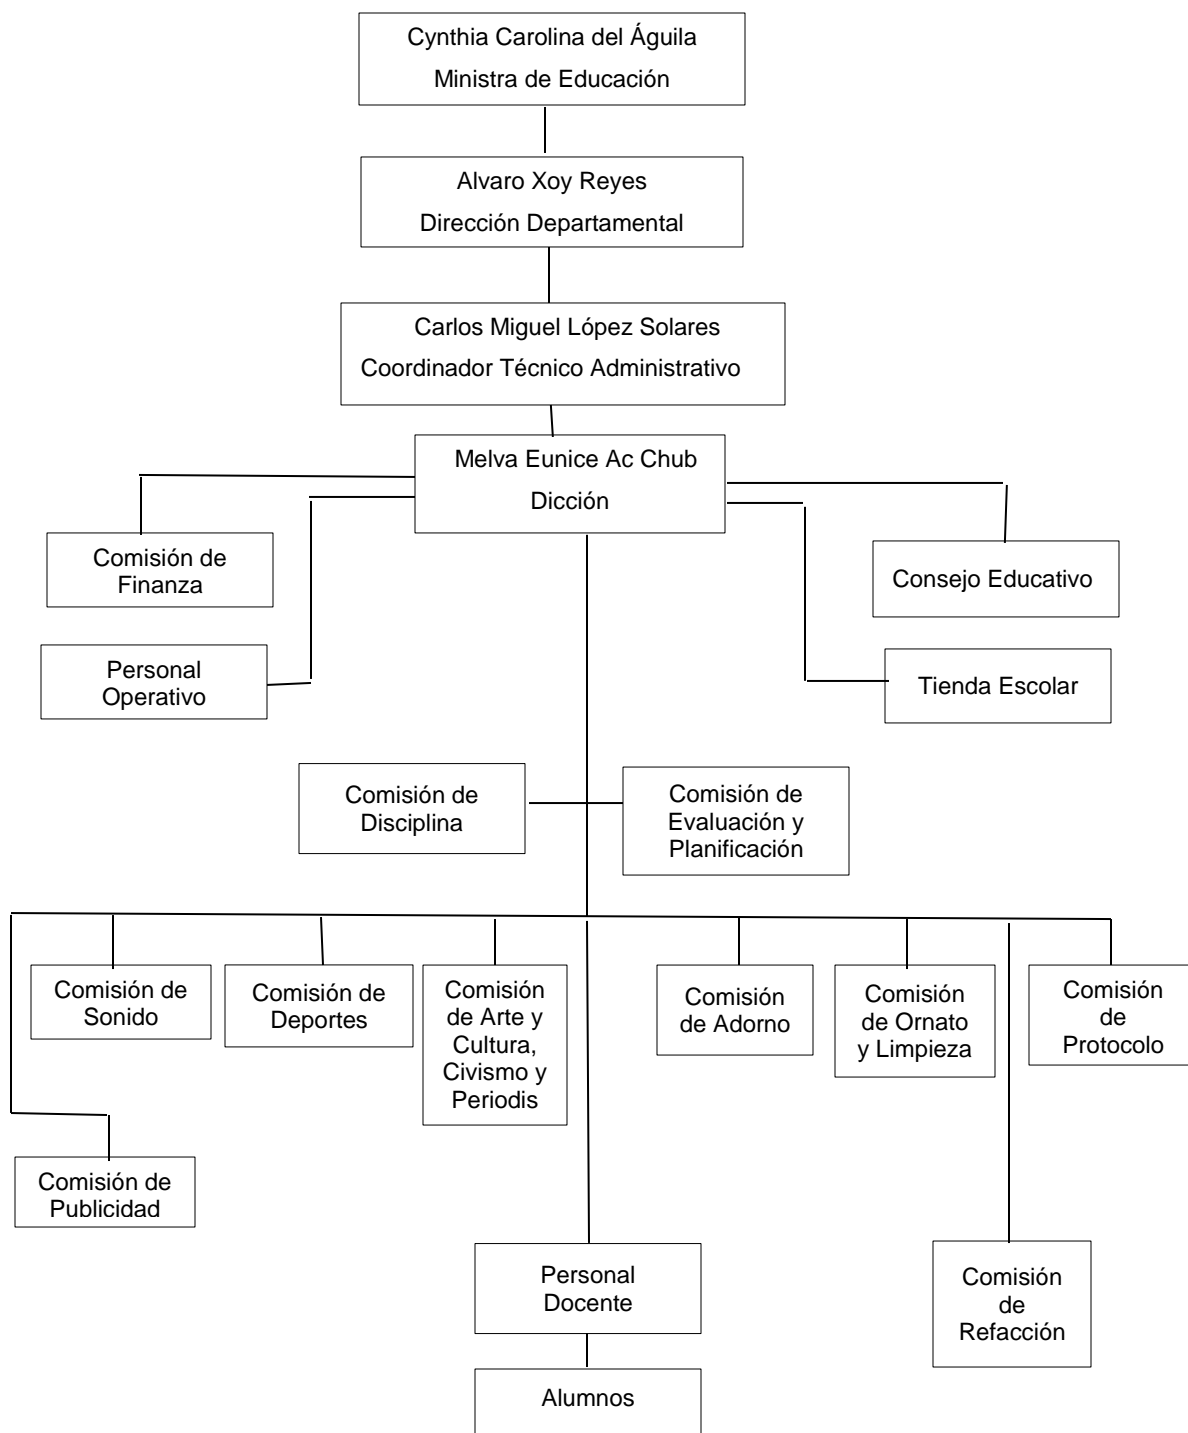 Cynthia Carolina del Águila
Ministra de Educación
Alvaro Xoy Reyes
Dirección Departamental
Carlos Miguel López Solares
Coordinador Técnico Administrativo
Melva Eunice Ac Chub
Dicción
Comisión de
Finanza
Consejo Educativo
Personal
Operativo
Tienda Escolar
Comisión de
Disciplina
Comisión de
Evaluación y
Planificación
Comisión de
Sonido
Comisión de
Deportes
Comisión
de Arte y
Cultura,
Civismo y
Periodis
Comisión
de Adorno
Comisión
de Ornato
y Limpieza
Comisión
de
Protocolo
Comisión de
Publicidad
Personal
Docente
Comisión
de
Refacción
Alumnos